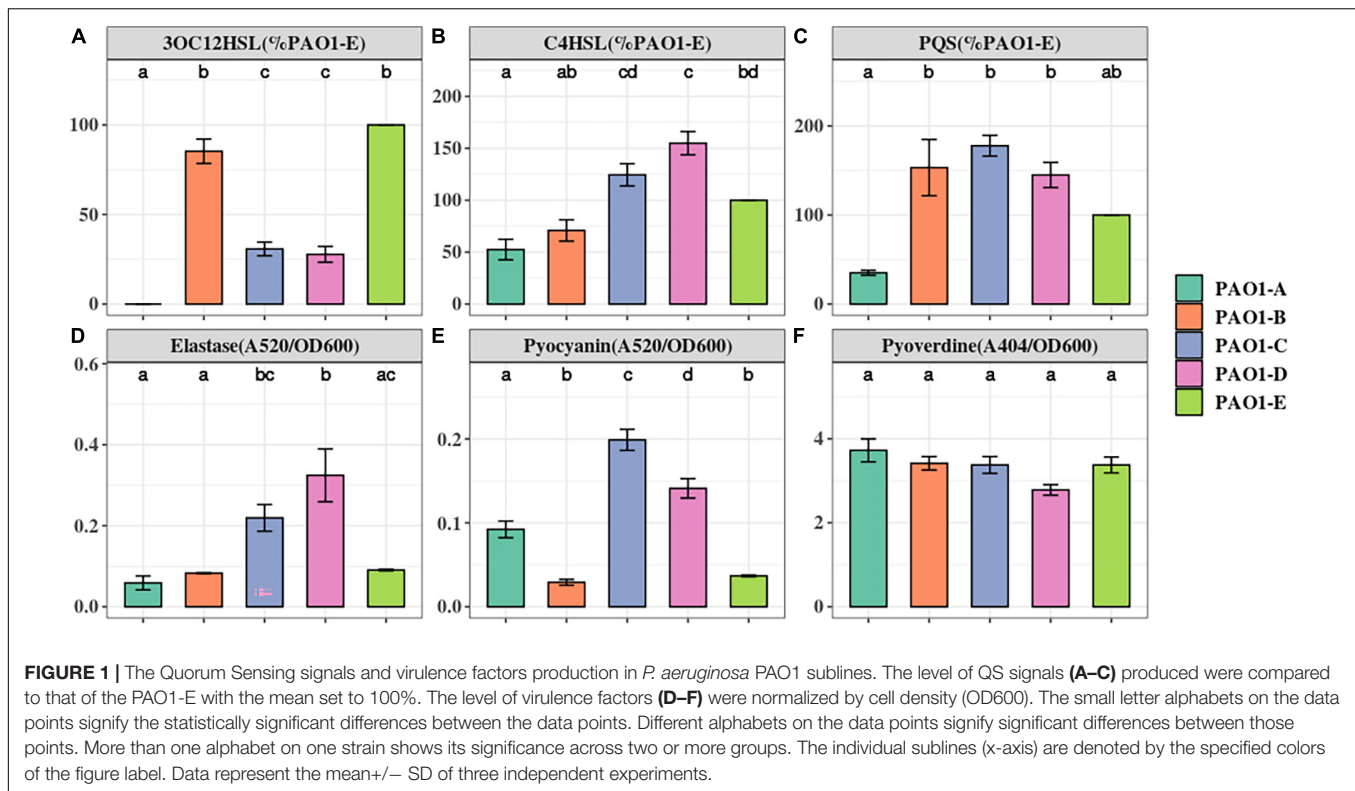 A
3OC12HSL(%PAO1-E)
a b c c b
100
50
0
B
C4HSL(%PAO1-E)
a ab cd c bd
200
150
100
50
0
C
PQS(%PAO1-E)
a b b b ab
200
100
0
D
Elastase(A520/OD600)
a a bc b ac
0.6
0.4
0.2
0.0
E
Pyocyanin(A520/OD600)
a b c d b
0.2
0.1
0.0
F
Pyoverdine(A404/OD600)
a a a a a
4
2
0
PAO1-A
PAO1-B
PAO1-C
PAO1-D
PAO1-E
FIGURE 1 | The Quorum Sensing signals and virulence factors production in P. aeruginosa PAO1 sublines. The level of QS signals (A–C) produced were compared
to that of the PAO1-E with the mean set to 100%. The level of virulence factors (D–F) were normalized by cell density (OD600). The small letter alphabets on the data
points signify the statistically significant differences between the data points. Different alphabets on the data points signify significant differences between those
points. More than one alphabet on one strain shows its significance across two or more groups. The individual sublines (x-axis) are denoted by the specified colors
of the figure label. Data represent the mean+/− SD of three independent experiments.